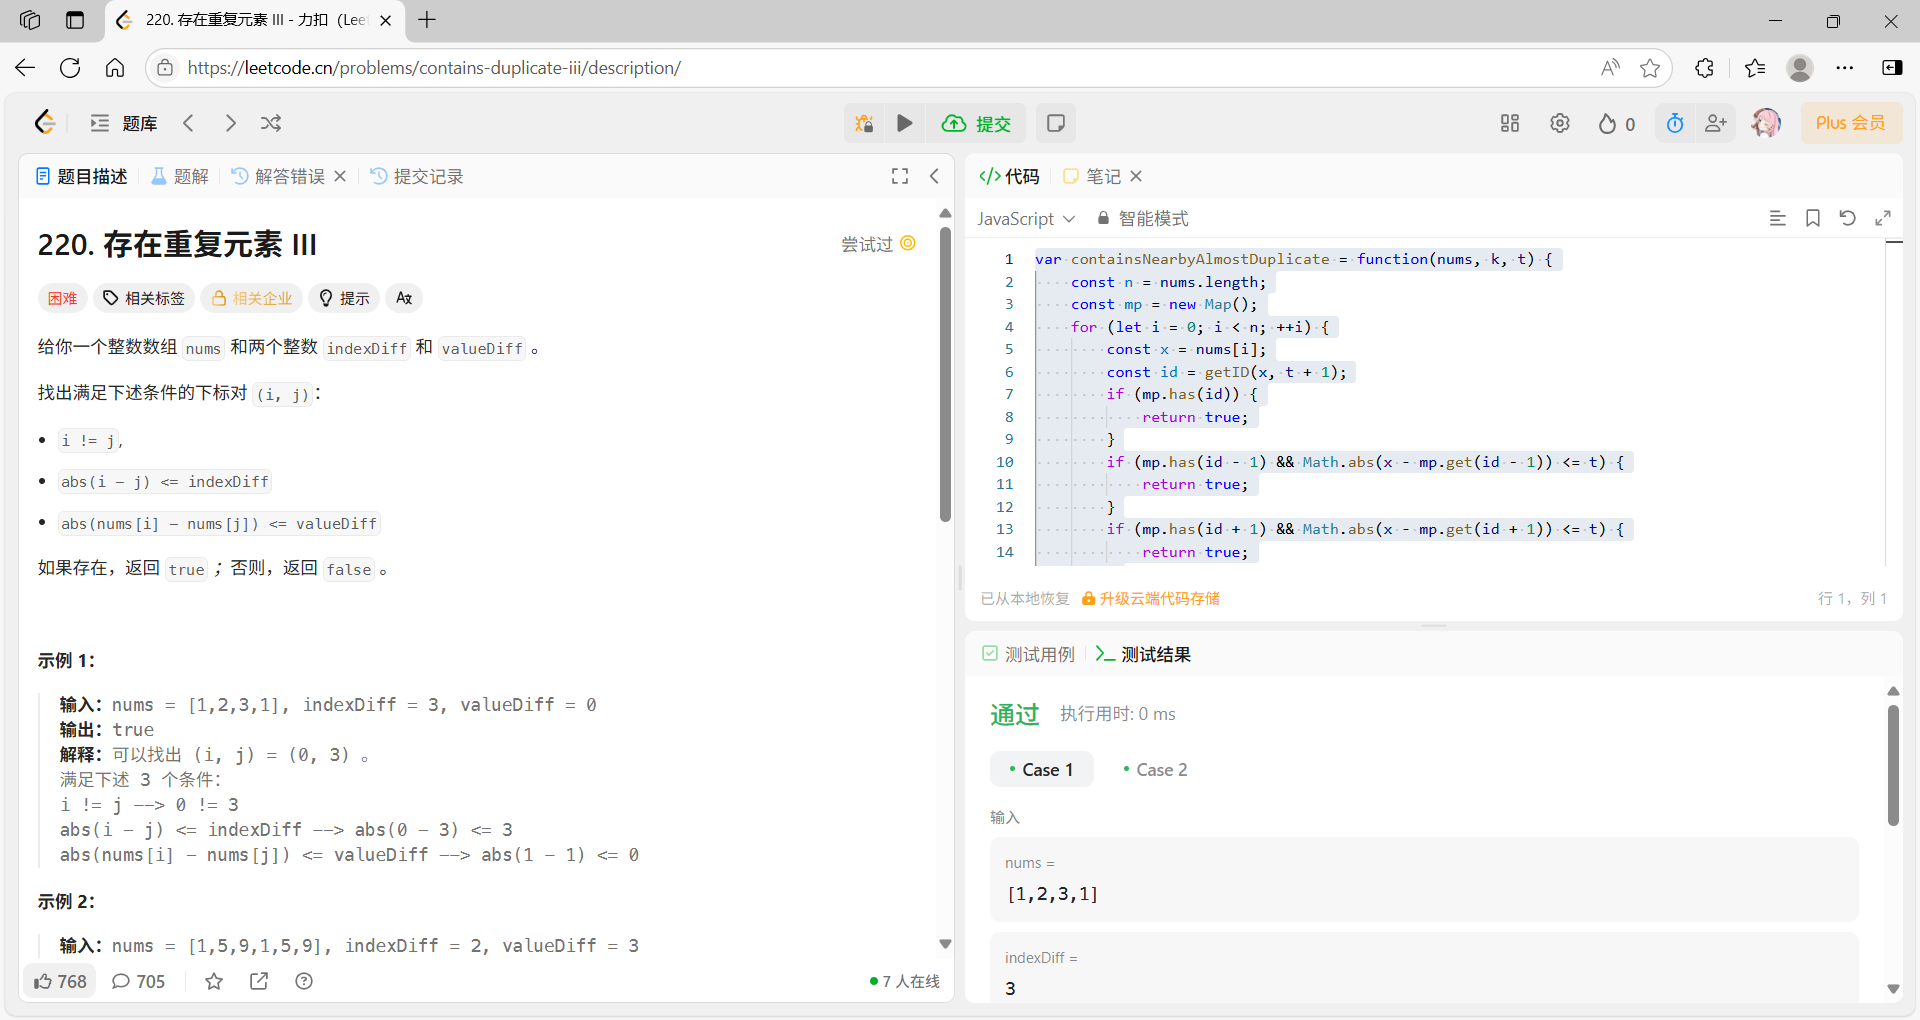 220. 存在重复元素 III - 力扣（Lee
https://leetcode.cn/problems/contains-duplicate-iii/description/
题库
提交
0
Plus 会员
题目描述
题解
解答错误
提交记录
220. 存在重复元素 III
尝试过
困难
相关标签
相关企业
提示
给你一个整数数组 nums 和两个整数 indexDiff 和 valueDiff 。
找出满足下述条件的下标对 (i, j)：
i != j,
abs(i - j) <= indexDiff
abs(nums[i] - nums[j]) <= valueDiff
如果存在，返回 true ；否则，返回 false 。
示例 1：
输入：nums = [1,2,3,1], indexDiff = 3, valueDiff = 0
输出：true
解释：可以找出 (i, j) = (0, 3) 。
满足下述 3 个条件：
i != j --> 0 != 3
abs(i - j) <= indexDiff --> abs(0 - 3) <= 3
abs(nums[i] - nums[j]) <= valueDiff --> abs(1 - 1) <= 0
示例 2：
输入：nums = [1,5,9,1,5,9], indexDiff = 2, valueDiff = 3
768
705
7 人在线
</> 代码
笔记
JavaScript
智能模式
1 var containsNearbyAlmostDuplicate = function(nums, k, t) {
2 const n = nums.length;
3 const mp = new Map();
4 for (let i = 0; i < n; ++i) {
5 const x = nums[i];
6 const id = getID(x, t + 1);
7 if (mp.has(id)) {
8 return true;
9 }
10 if (mp.has(id - 1) && Math.abs(x - mp.get(id - 1)) <= t) {
11 return true;
12 }
13 if (mp.has(id + 1) && Math.abs(x - mp.get(id + 1)) <= t) {
14 return true;
已从本地恢复 升级云端代码存储
行 1，列 1
测试用例
测试结果
通过
执行用时: 0 ms
Case 1
Case 2
输入
nums =
[1,2,3,1]
indexDiff =
3